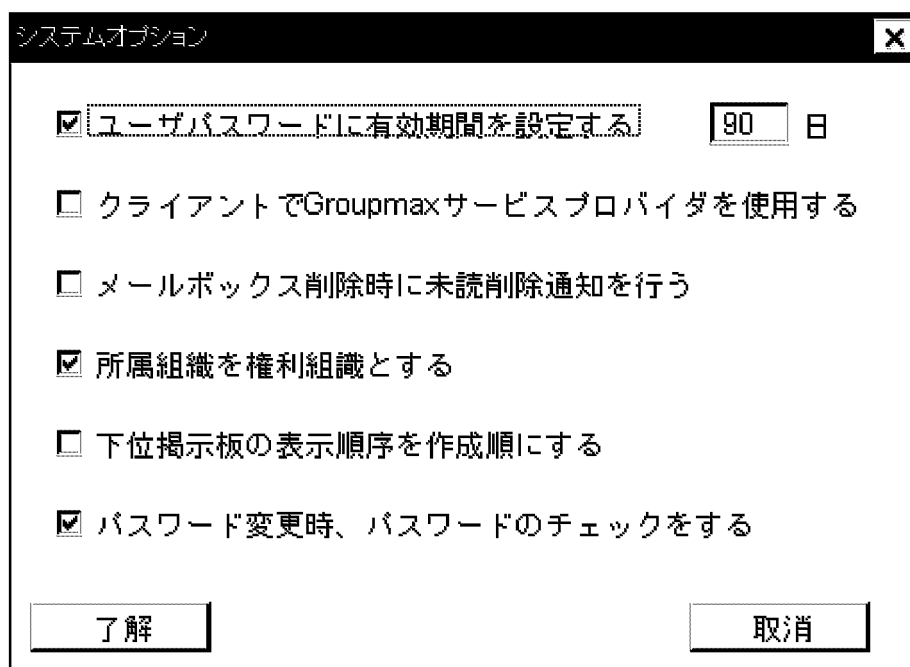 システムオプション
ユーザパスワードに有効期間を設定する 90 日
クライアントでGroupmaxサービスプロバイダを使用する
メールボックス削除時に未読削除通知を行う
所属組織を権利組識とする
下位掲示板の表示順序を作成順にする
パスワード変更時、パスワードのチェックをする
了解 取消